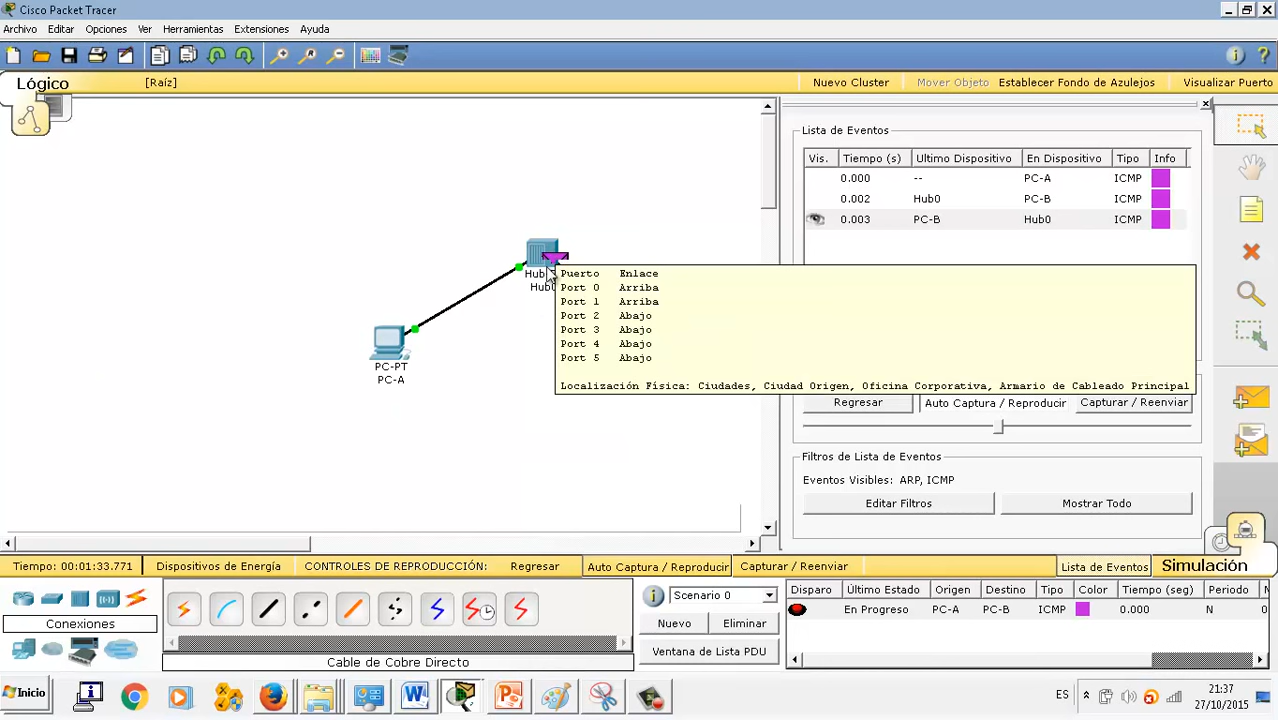 Cisco Packet Tracer
Archivo Editar Opciones Ver Herramientas Extensiones Ayuda
Lógico [Raíz] Nuevo Cluster Mover Objeto Establecer Fondo de Azulejos Visualizar Puerto
Lista de Eventos
Vis. Tiempo (s) Ultimo Dispositivo En Dispositivo Tipo Info
0.000 -- PC-A ICMP
0.002 Hub0 PC-B ICMP
0.003 PC-B Hub0 ICMP
Puerto Enlace
Port 0 Arriba
Port 1 Arriba
Port 2 Abajo
Port 3 Abajo
Port 4 Abajo
Port 5 Abajo
Localización Física: Ciudades, Ciudad Origen, Oficina Corporativa, Armario de Cableado Principal
PC-PT
PC-A
Regresar Auto Captura / Reproducir Capturar / Reenviar
Filtros de Lista de Eventos
Eventos Visibles: ARP, ICMP
Editar Filtros Mostrar Todo
Tiempo: 00:01:33.771 Dispositivos de Energía CONTROLES DE REPRODUCCIÓN: Regresar Auto Captura / Reproducir Capturar / Reenviar Lista de Eventos Simulación
Conexiones
Cable de Cobre Directo
Scenario 0
Nuevo Eliminar
Ventana de Lista PDU
Disparo Último Estado Origen Destino Tipo Color Tiempo (seg) Periodo
En Progreso PC-A PC-B ICMP 0.000 N
Inicio
ES
21:37
27/10/2015